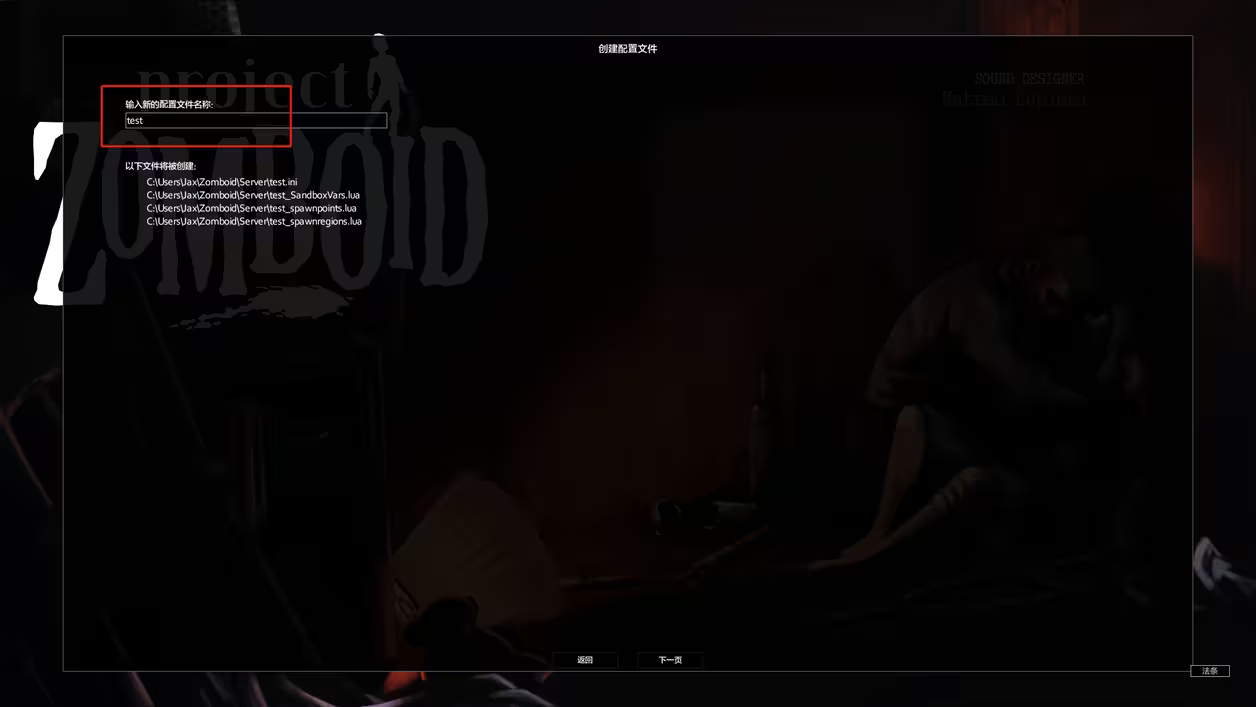 创建配置文件
project
ZOMBOID
SOUND DESIGNER
输入新的配置文件名称:
test
以下文件将被创建:
C:\Users\Jax\Zomboid\Server\test.ini
C:\Users\Jax\Zomboid\Server\test_SandboxVars.lua
C:\Users\Jax\Zomboid\Server\test_spawnpoints.lua
C:\Users\Jax\Zomboid\Server\test_spawnregions.lua
返回
下一页
法条